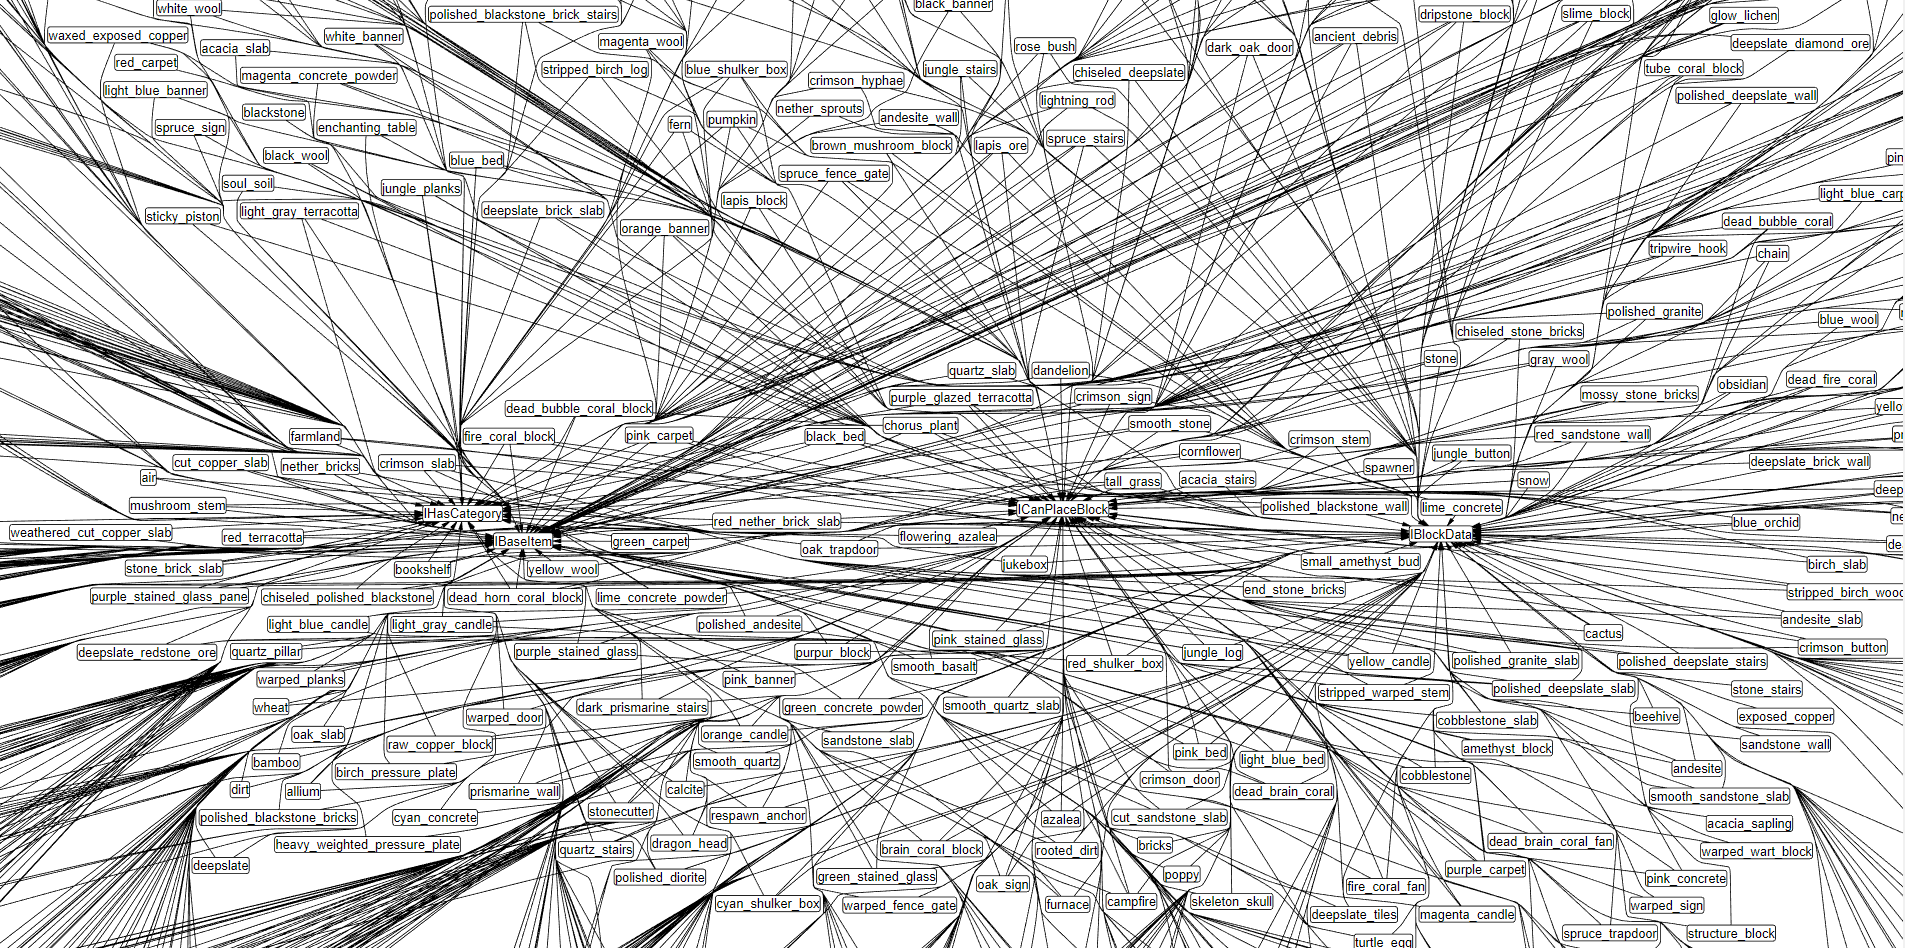 white_wool
polished_blackstone_brick_stairs
black_banner
dripstone_block
slime_block
glow_lichen
waxed_exposed_copper
white_banner
magenta_wool
rose_bush
ancient_debris
deepslate_diamond_ore
acacia_slab
dark_oak_door
red_carpet
magenta_concrete_powder
stripped_birch_log
blue_shulker_box
jungle_stairs
chiseled_deepslate
tube_coral_block
light_blue_banner
crimson_hyphae
lightning_rod
polished_deepslate_wall
blackstone
nether_sprouts
spruce_sign
enchanting_table
fern
pumpkin
andesite_wall
spruce_stairs
black_wool
blue_bed
brown_mushroom_block
lapis_ore
pin
soul_soil
jungle_planks
spruce_fence_gate
light_blue_carp
sticky_piston
light_gray_terracotta
deepslate_brick_slab
lapis_block
orange_banner
dead_bubble_coral
tripwire_hook
chain
polished_granite
blue_wool
chiseled_stone_bricks
stone
gray_wool
quartz_slab
dandelion
obsidian
dead_fire_coral
purple_glazed_terracotta
crimson_sign
mossy_stone_bricks
dead_bubble_coral_block
yello
farmland
fire_coral_block
pink_carpet
black_bed
chorus_plant
smooth_stone
crimson_stem
red_sandstone_wall
cornflower
jungle_button
cut_copper_slab
nether_bricks
crimson_slab
spawner
deepslate_brick_wall
air
tall_grass
acacia_stairs
snow
deep
mushroom_stem
IHasCategory
ICanPlaceBlock
polished_blackstone_wall
lime_concrete
weathered_cut_copper_slab
red_terracotta
IBaseItem
green_carpet
red_nether_brick_slab
flowering_azalea
IBlockData
blue_orchid
oak_trapdoor
stone_brick_slab
bookshelf
yellow_wool
jukebox
small_amethyst_bud
birch_slab
purple_stained_glass_pane
chiseled_polished_blackstone
dead_horn_coral_block
lime_concrete_powder
end_stone_bricks
stripped_birch_wood
light_blue_candle
light_gray_candle
polished_andesite
andesite_slab
cactus
deepslate_redstone_ore
quartz_pillar
purple_stained_glass
purpur_block
pink_stained_glass
jungle_log
crimson_button
smooth_basalt
red_shulker_box
yellow_candle
polished_granite_slab
polished_deepslate_stairs
warped_planks
pink_banner
stripped_warped_stem
polished_deepslate_slab
stone_stairs
wheat
warped_door
dark_prismarine_stairs
green_concrete_powder
smooth_quartz_slab
cobblestone_slab
beehive
exposed_copper
oak_slab
raw_copper_block
orange_candle
sandstone_slab
amethyst_block
sandstone_wall
bamboo
birch_pressure_plate
smooth_quartz
pink_bed
light_blue_bed
cobblestone
andesite
dirt
allium
prismarine_wall
calcite
crimson_door
dead_brain_coral
smooth_sandstone_slab
polished_blackstone_bricks
cyan_concrete
stonecutter
respawn_anchor
azalea
cut_sandstone_slab
acacia_sapling
heavy_weighted_pressure_plate
quartz_stairs
dragon_head
brain_coral_block
rooted_dirt
bricks
dead_brain_coral_fan
warped_wart_block
deepslate
polished_diorite
green_stained_glass
oak_sign
poppy
fire_coral_fan
purple_carpet
pink_concrete
cyan_shulker_box
warped_fence_gate
furnace
campfire
skeleton_skull
deepslate_tiles
magenta_candle
warped_sign
turtle_egg
spruce_trapdoor
structure_block